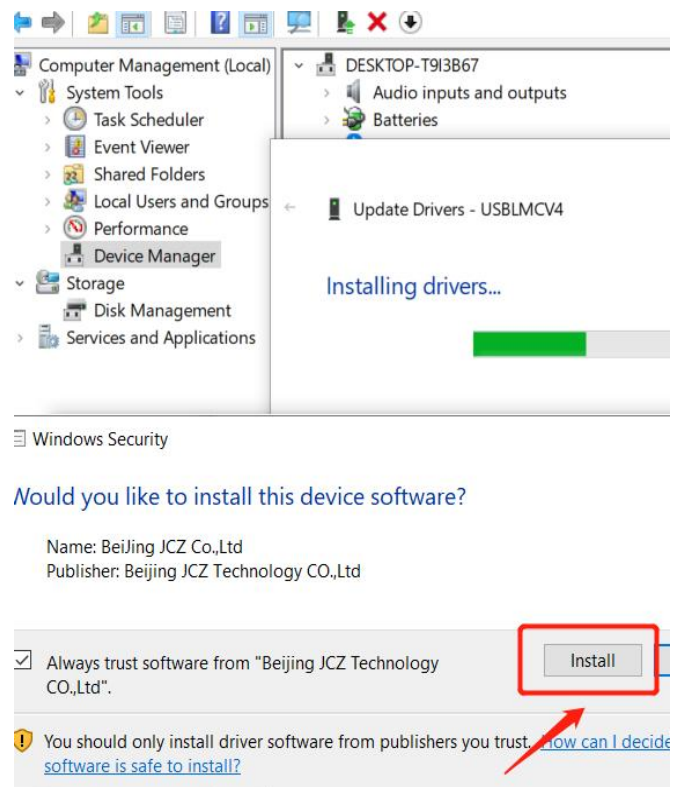 Computer Management (Local)
System Tools
Task Scheduler
Event Viewer
Shared Folders
Local Users and Groups
Performance
Device Manager
Storage
Disk Management
Services and Applications
DESKTOP-T9I3B67
Audio inputs and outputs
Batteries
Update Drivers - USBLMCV4
Installing drivers...
Windows Security
Would you like to install this device software?
Name: BeiJing JCZ Co.,Ltd
Publisher: Beijing JCZ Technology CO.,Ltd
Always trust software from "Beijing JCZ Technology
CO.,Ltd".
Install
You should only install driver software from publishers you trust. How can I decide
software is safe to install?